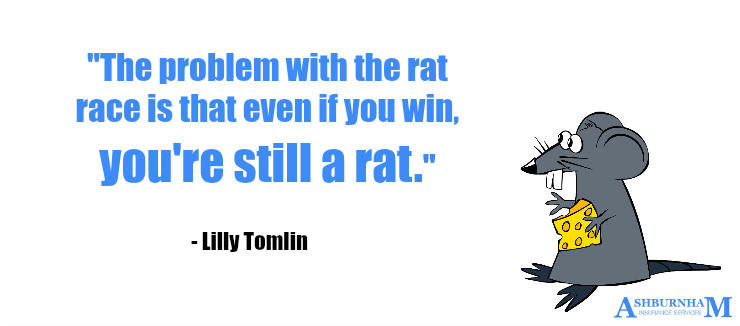 "The problem with the rat
race is that even if you win,
you're still a rat."
- Lilly Tomlin
ASHBURNHAM
INSURANCE SERVICES